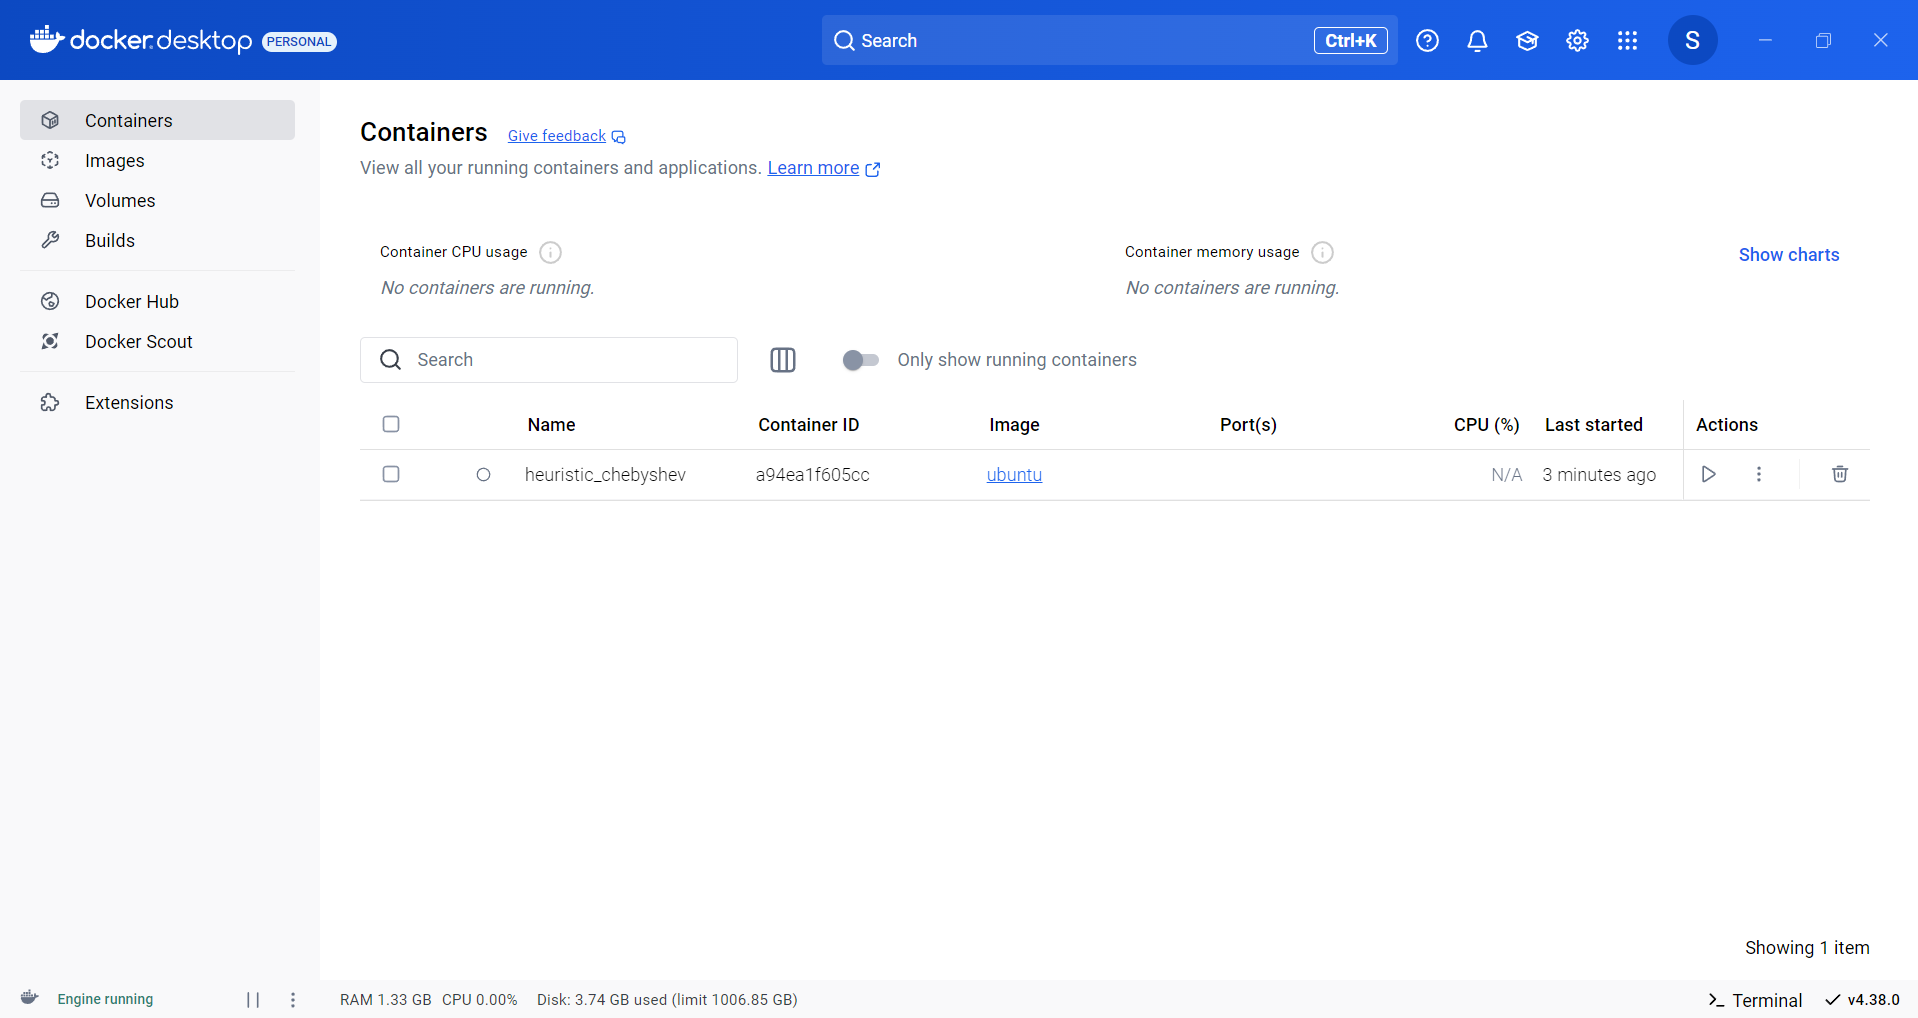 docker.desktop PERSONAL
Search Ctrl+K
S
Containers
Images
Volumes
Builds
Docker Hub
Docker Scout
Extensions
Containers Give feedback
View all your running containers and applications. Learn more
Container CPU usage
No containers are running.
Container memory usage
No containers are running.
Show charts
Search
Only show running containers
Name Container ID Image Port(s) CPU (%) Last started Actions
heuristic_chebyshev a94ea1f605cc ubuntu N/A 3 minutes ago
Showing 1 item
Engine running
RAM 1.33 GB CPU 0.00% Disk: 3.74 GB used (limit 1006.85 GB)
Terminal
v4.38.0